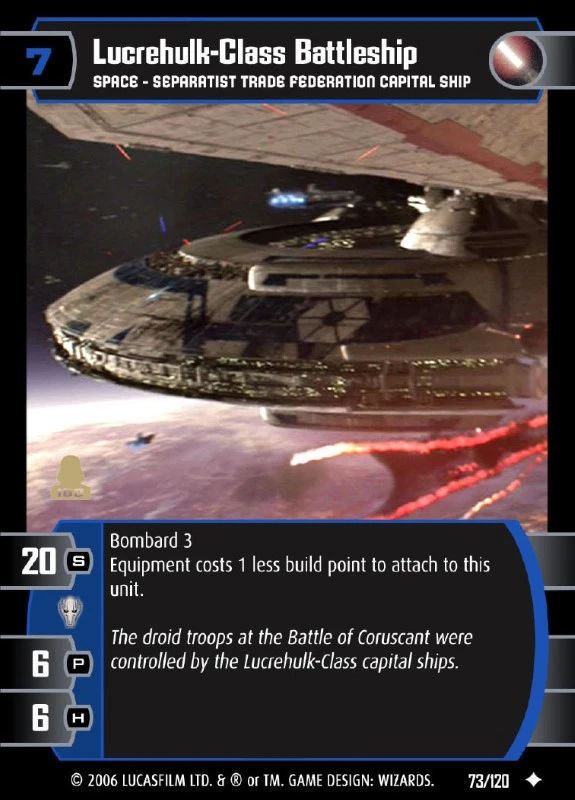 7
Lucrehulk-Class Battleship
SPACE - SEPARATIST TRADE FEDERATION CAPITAL SHIP
IDC
20 S
6 P
6 H
Bombard 3
Equipment costs 1 less build point to attach to this
unit.
The droid troops at the Battle of Coruscant were
controlled by the Lucrehulk-Class capital ships.
© 2006 LUCASFILM LTD. & ® or TM. GAME DESIGN: WIZARDS. 73/120